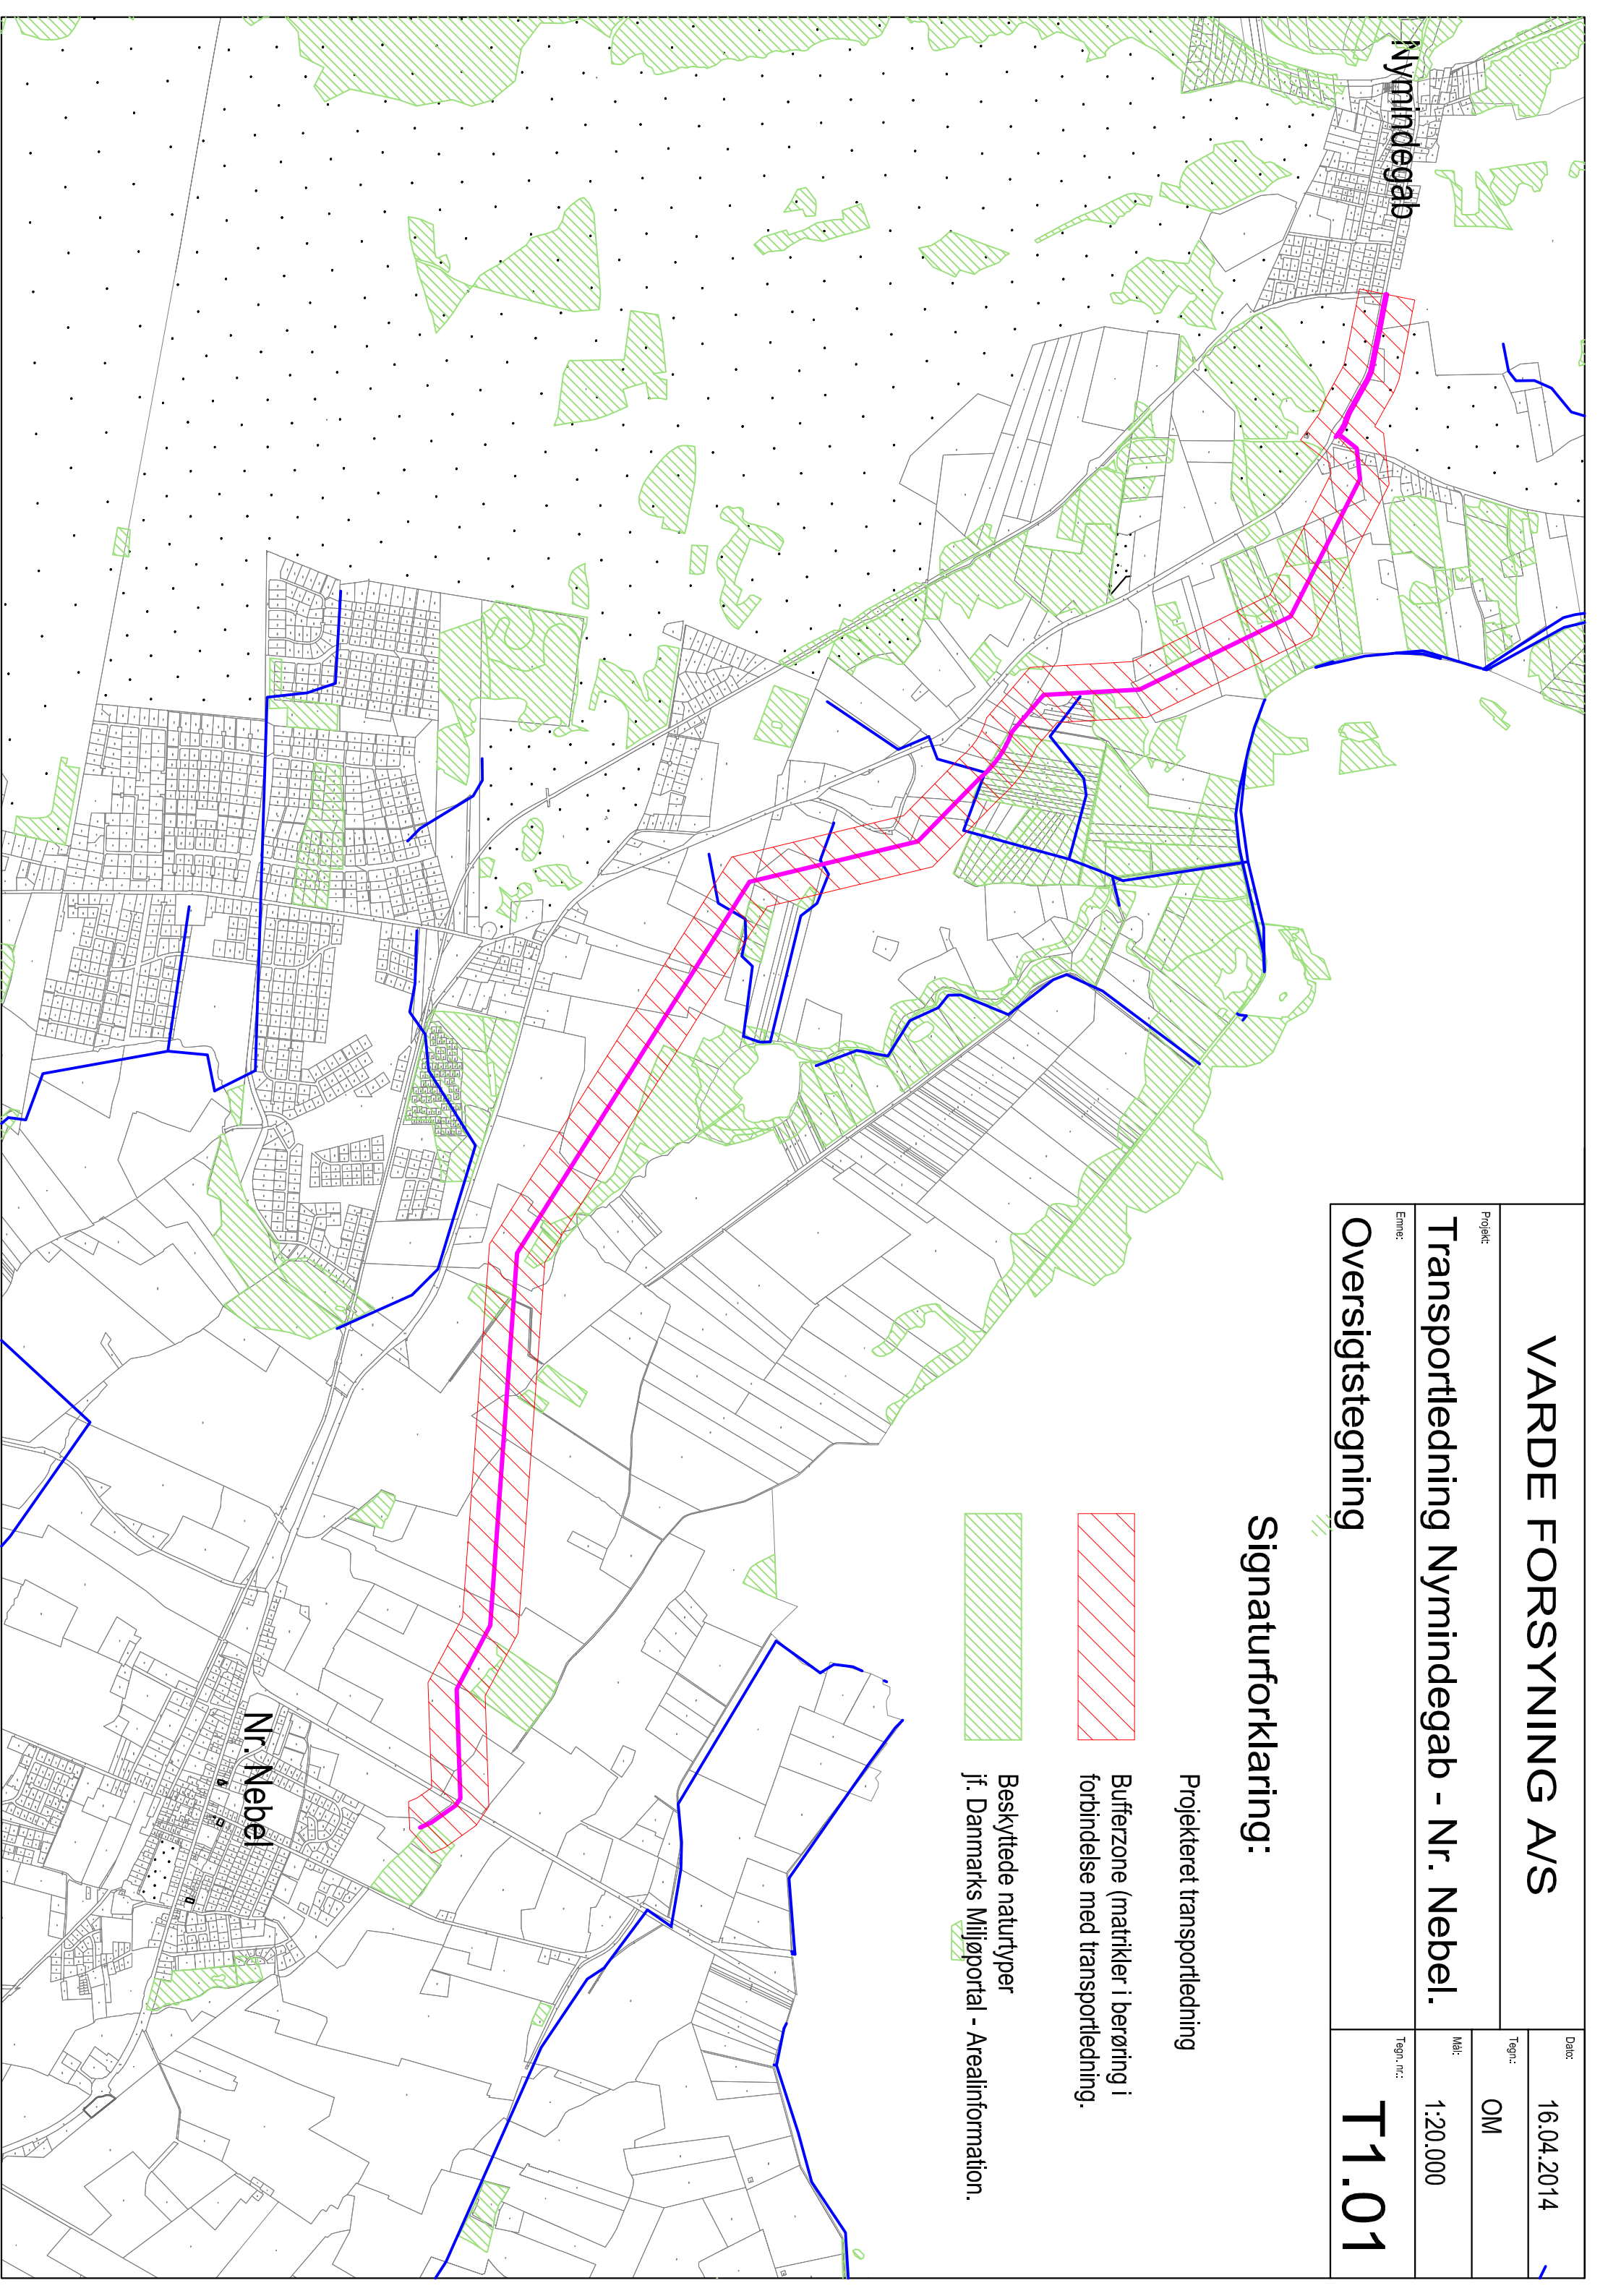 VARDE FORSYNING A/S
Projekt:
Transportledning Nymindegab - Nr. Nebel.
Emne:
Oversigtstegning
Dato:
16.04.2014
Tegn.:
OM
Mål:
1:20.000
Tegn. nr.:
T1.01
Signaturforklaring:
Projekteret transportledning
Bufferzone (matrikler i berøring i
forbindelse med transportledning.
Beskyttede naturtyper
jf. Danmarks Miljøportal - Arealinformation.
Nymindegab
Nr. Nebel